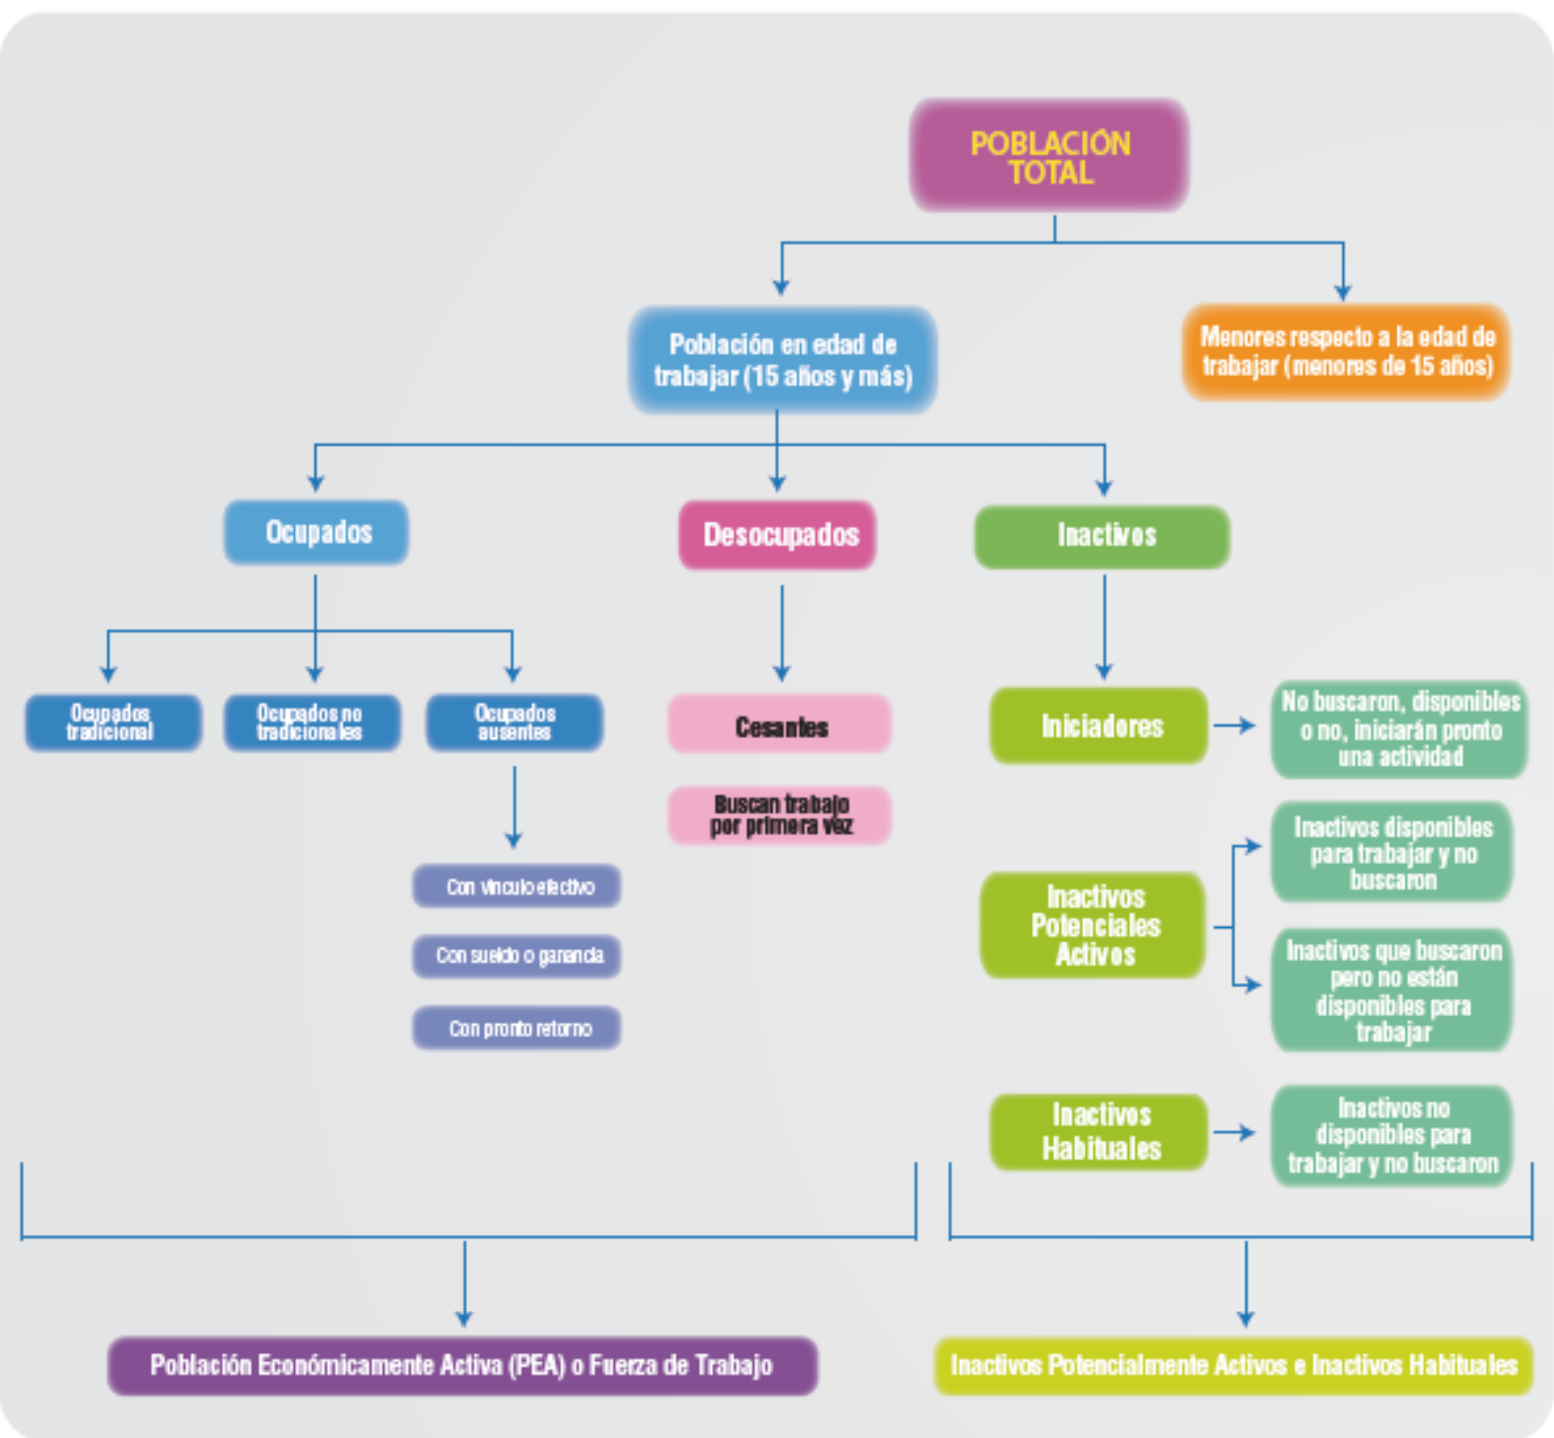 POBLACIÓN
TOTAL
Población en edad de
trabajar (15 años y más)
Menores respecto a la edad de
trabajar (menores de 15 años)
Ocupados
Desocupados
Inactivos
Ocupados
tradicional
Ocupados no
tradicionales
Ocupados
ausentes
Con vínculo efectivo
Con sueldo o ganancia
Con pronto retorno
Cesantes
Buscan trabajo
por primera vez
Iniciadores
No buscaron, disponibles
o no, iniciarán pronto
una actividad
Inactivos
Potenciales
Activos
Inactivos disponibles
para trabajar y no
buscaron
Inactivos que buscaron
pero no están
disponibles para
trabajar
Inactivos
Habituales
Inactivos no
disponibles para
trabajar y no buscaron
Población Económicamente Activa (PEA) o Fuerza de Trabajo
Inactivos Potencialmente Activos e Inactivos Habituales